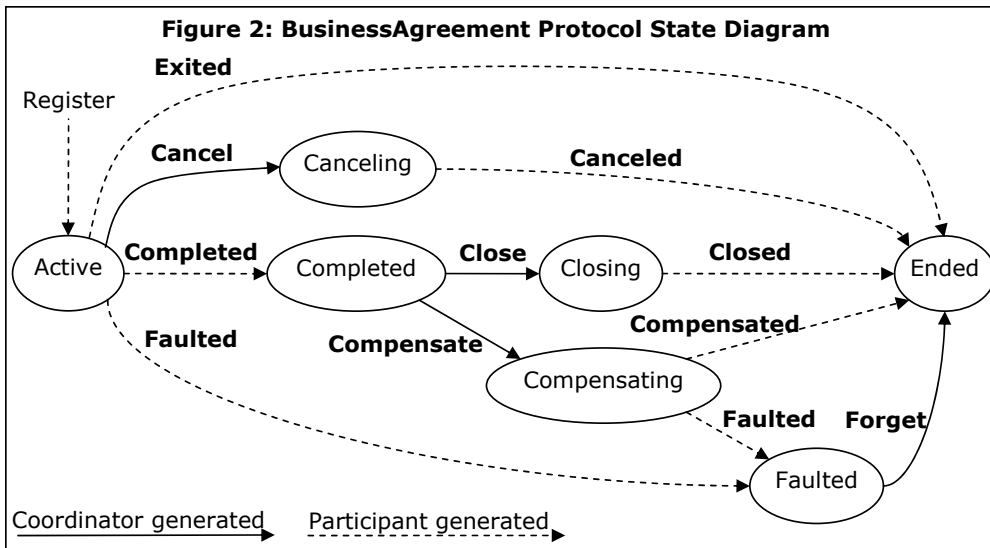 Figure 2: BusinessAgreement Protocol State Diagram
Exited
Register
Cancel
Canceling
Canceled
Active
Completed
Completed
Close
Closing
Closed
Ended
Faulted
Compensate
Compensated
Compensating
Faulted
Forget
Faulted
Coordinator generated
Participant generated